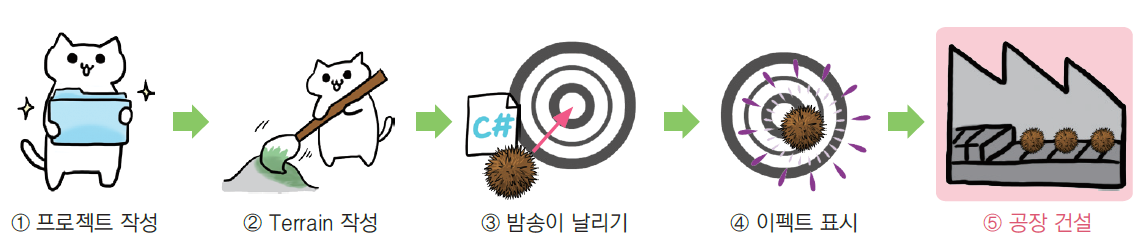 C#
① 프로젝트 작성
② Terrain 작성
③ 밤송이 날리기
④ 이펙트 표시
⑤ 공장 건설